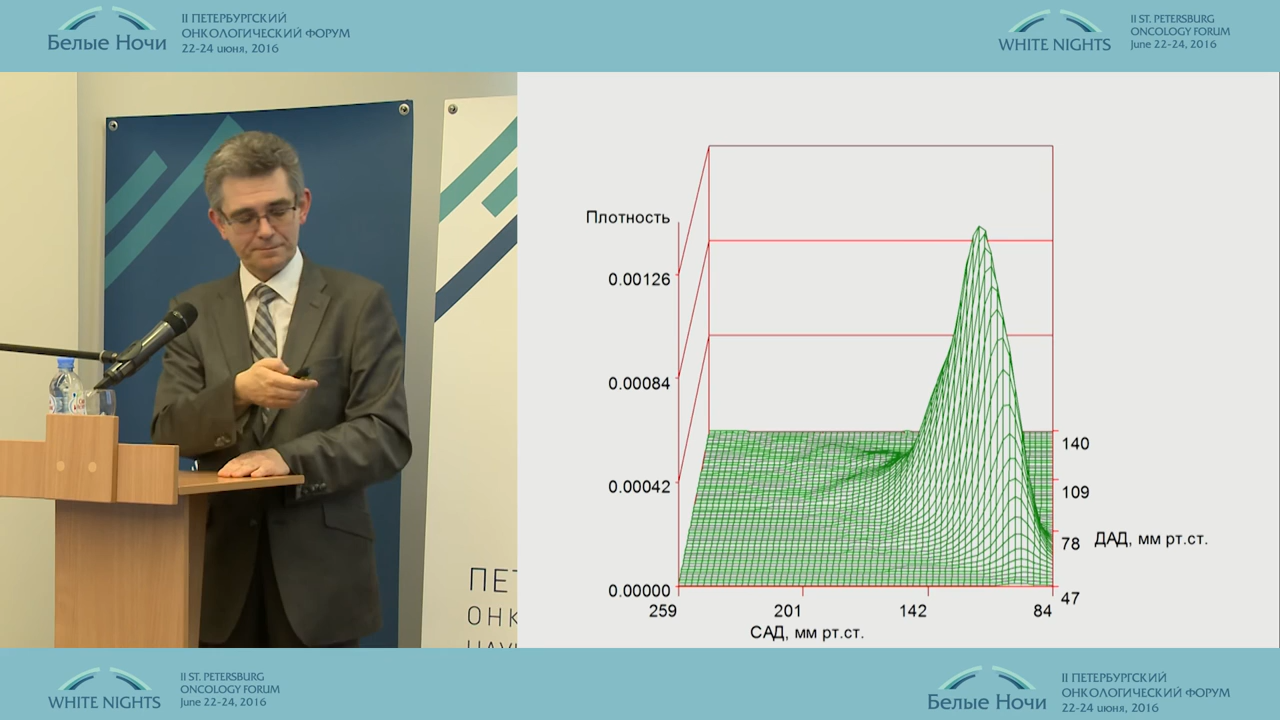 Белые Ночи
II ПЕТЕРБУРГСКИЙ
ОНКОЛОГИЧЕСКИЙ ФОРУМ
22-24 июня, 2016
WHITE NIGHTS
II ST. PETERSBURG
ONCOLOGY FORUM
June 22-24, 2016
Плотность
0.00126
0.00084
0.00042
0.00000
259
201
142
84
САД, мм рт.ст.
140
109
78
47
ДАД, мм рт.ст.
ПЕТ
ОНК
НАУ
WHITE NIGHTS
II ST. PETERSBURG
ONCOLOGY FORUM
June 22-24, 2016
Белые Ночи
II ПЕТЕРБУРГСКИЙ
ОНКОЛОГИЧЕСКИЙ ФОРУМ
22-24 июня, 2016